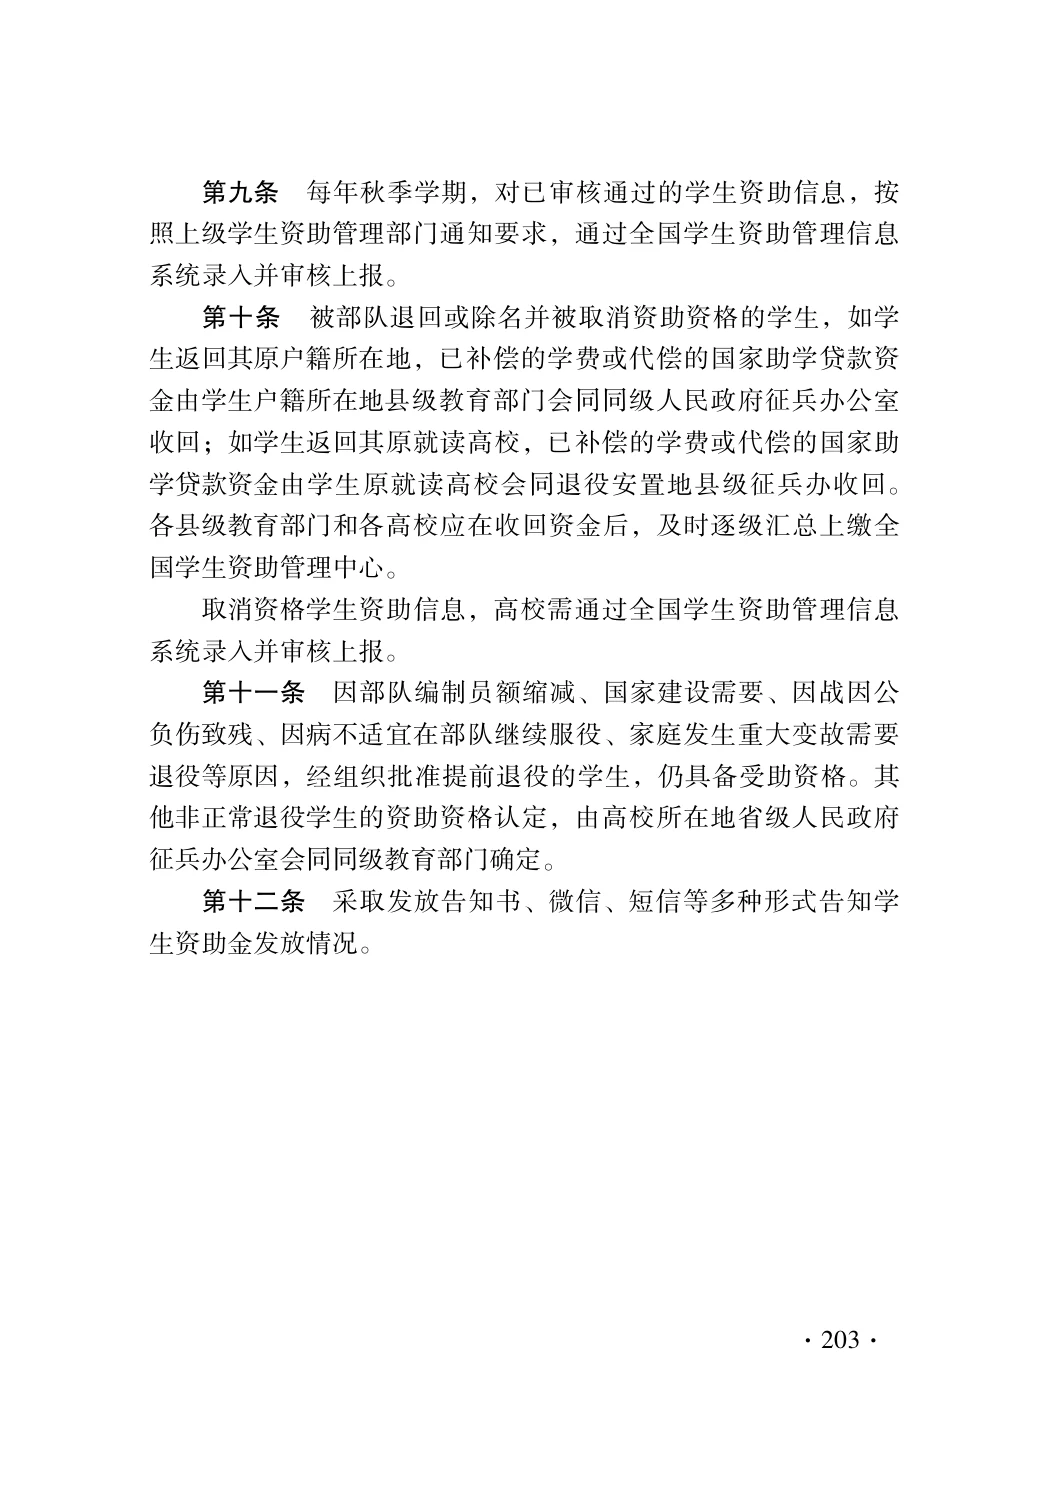 第九条　每年秋季学期，对已审核通过的学生资助信息，按
照上级学生资助管理部门通知要求，通过全国学生资助管理信息
系统录入并审核上报。
第十条　被部队退回或除名并被取消资助资格的学生，如学
生返回其原户籍所在地，已补偿的学费或代偿的国家助学贷款资
金由学生户籍所在地县级教育部门会同同级人民政府征兵办公室
收回；如学生返回其原就读高校，已补偿的学费或代偿的国家助
学贷款资金由学生原就读高校会同退役安置地县级征兵办收回。
各县级教育部门和各高校应在收回资金后，及时逐级汇总上缴全
国学生资助管理中心。
取消资格学生资助信息，高校需通过全国学生资助管理信息
系统录入并审核上报。
第十一条　因部队编制员额缩减、国家建设需要、因战因公
负伤致残、因病不适宜在部队继续服役、家庭发生重大变故需要
退役等原因，经组织批准提前退役的学生，仍具备受助资格。其
他非正常退役学生的资助资格认定，由高校所在地省级人民政府
征兵办公室会同同级教育部门确定。
第十二条　采取发放告知书、微信、短信等多种形式告知学
生资助金发放情况。
· 203 ·